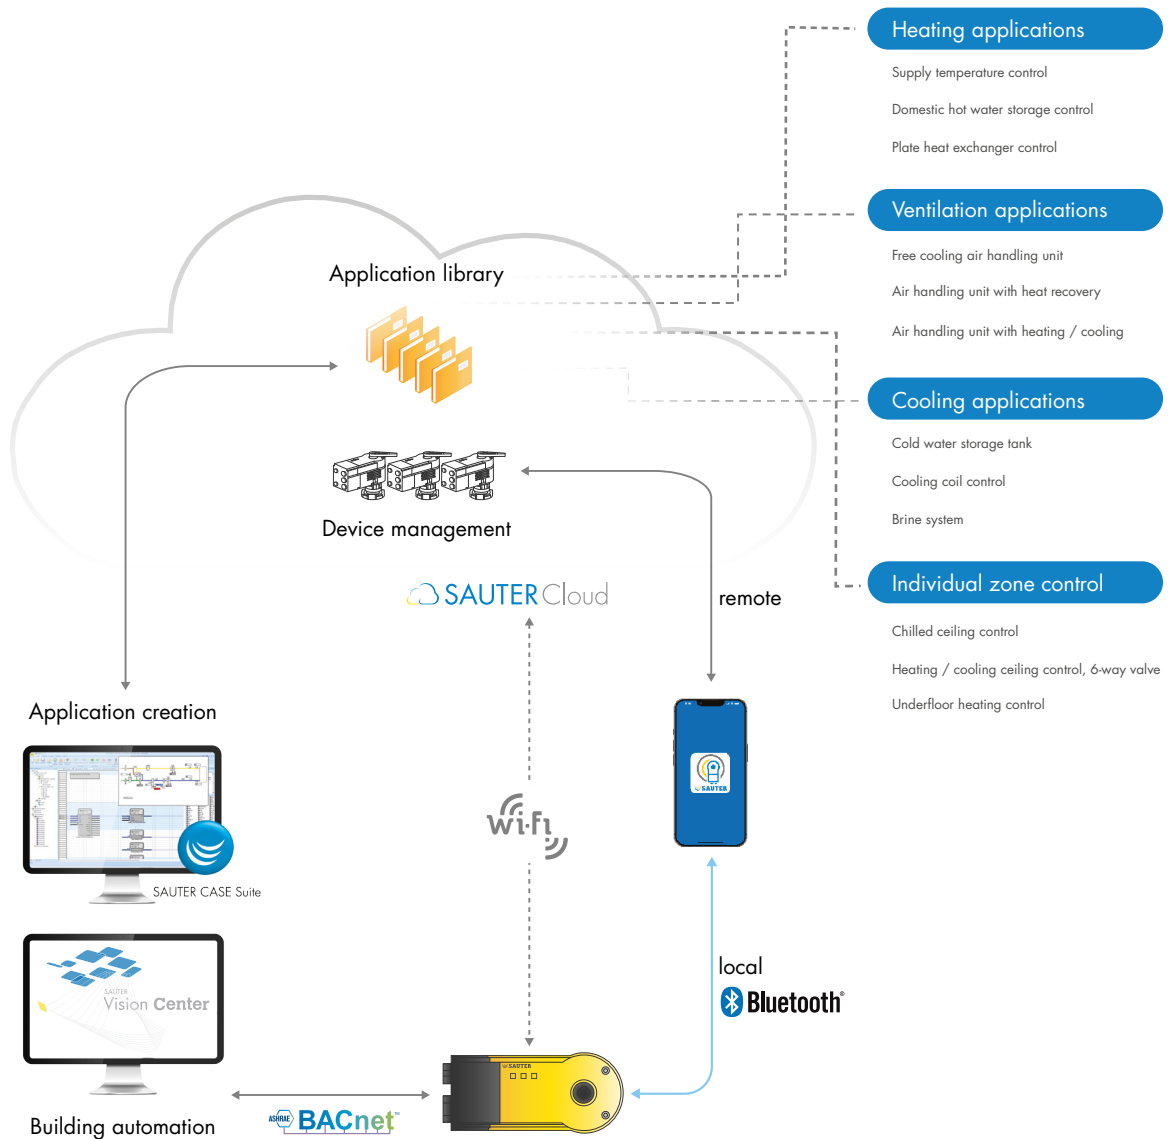 Heating applications
Supply temperature control
Domestic hot water storage control
Plate heat exchanger control
Ventilation applications
Free cooling air handling unit
Air handling unit with heat recovery
Air handling unit with heating / cooling
Cooling applications
Cold water storage tank
Cooling coil control
Brine system
Individual zone control
Chilled ceiling control
Heating / cooling ceiling control, 6-way valve
Underfloor heating control
Application library
Device management
SAUTER Cloud
remote
Application creation
SAUTER CASE Suite
SAUTER
Wi-Fi
local
Bluetooth®
SAUTER
Vision Center
Building automation
ASHRAE BACnet™
SAUTER